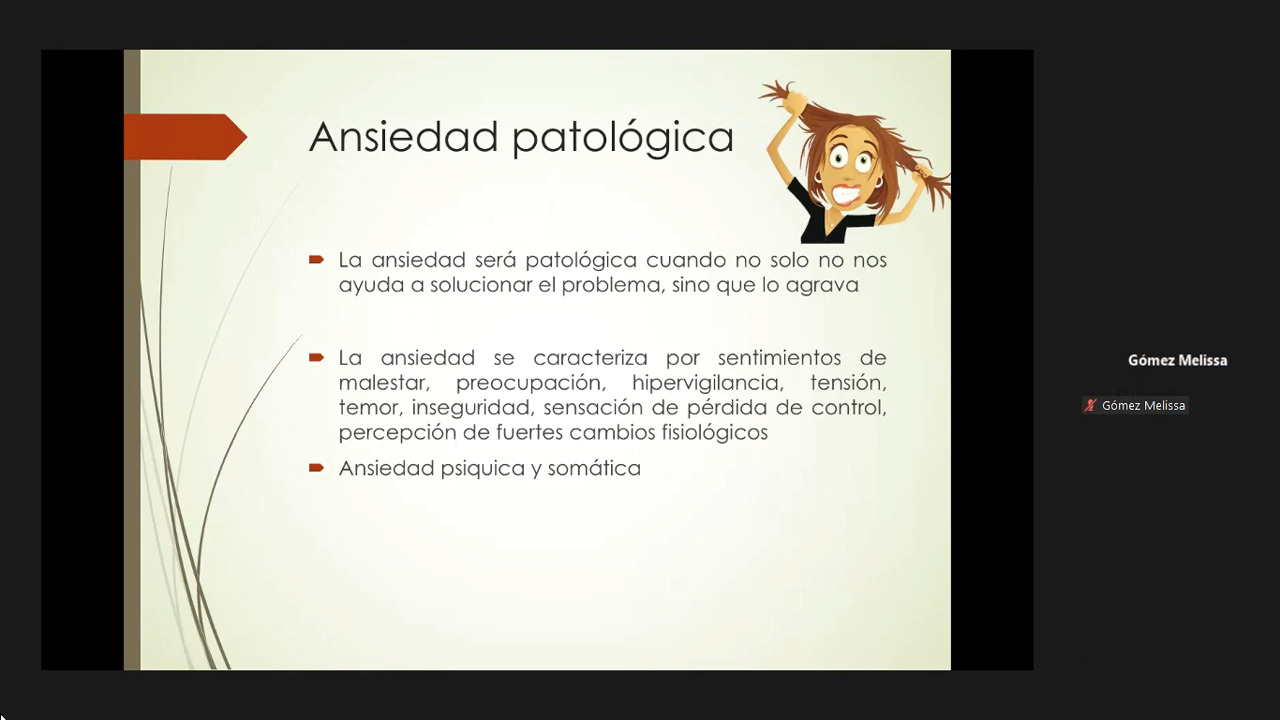 Ansiedad patológica
La ansiedad será patológica cuando no solo no nos
ayuda a solucionar el problema, sino que lo agrava
La ansiedad se caracteriza por sentimientos de
malestar, preocupación, hipervigilancia, tensión,
temor, inseguridad, sensación de pérdida de control,
percepción de fuertes cambios fisiológicos
Ansiedad psiquica y somática
Gómez Melissa
Gómez Melissa